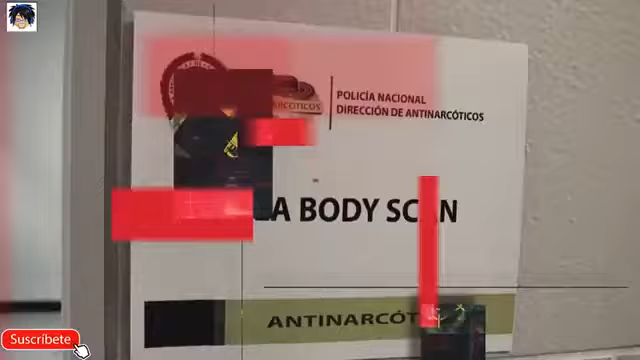 POLICÍA NACIONAL
DIRECCIÓN DE ANTINARCÓTICOS
A BODY SCAN
ANTINARCÓT
Suscríbete